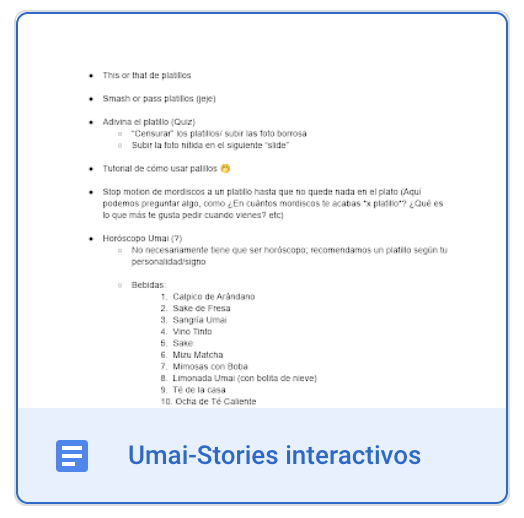 • This or that de platillos
• Smash or pass platillos (jeje)
• Adivina el platillo (Quiz)
○ "Censurar" los platillos/ subir las foto borrosa
○ Subir la foto nítida en el siguiente "slide"
• Tutorial de cómo usar palillos 🤭
• Stop motion de mordiscos a un platillo hasta que no quede nada en el plato (Aquí
podemos preguntar algo, como ¿En cuántos mordiscos te acabas *x platillo*? ¿Qué es
lo que más te gusta pedir cuando vienes? etc)
• Horóscopo Umai (?)
○ No necesariamente tiene que ser horóscopo; recomendamos un platillo según tu
personalidad/signo
○ Bebidas:
1. Calpico de Arándano
2. Sake de Fresa
3. Sangría Umai
4. Vino Tinto
5. Sake
6. Mizu Matcha
7. Mimosas con Boba
8. Limonada Umai (con bolita de nieve)
9. Té de la casa
10. Ocha de Té Caliente
Umai-Stories interactivos